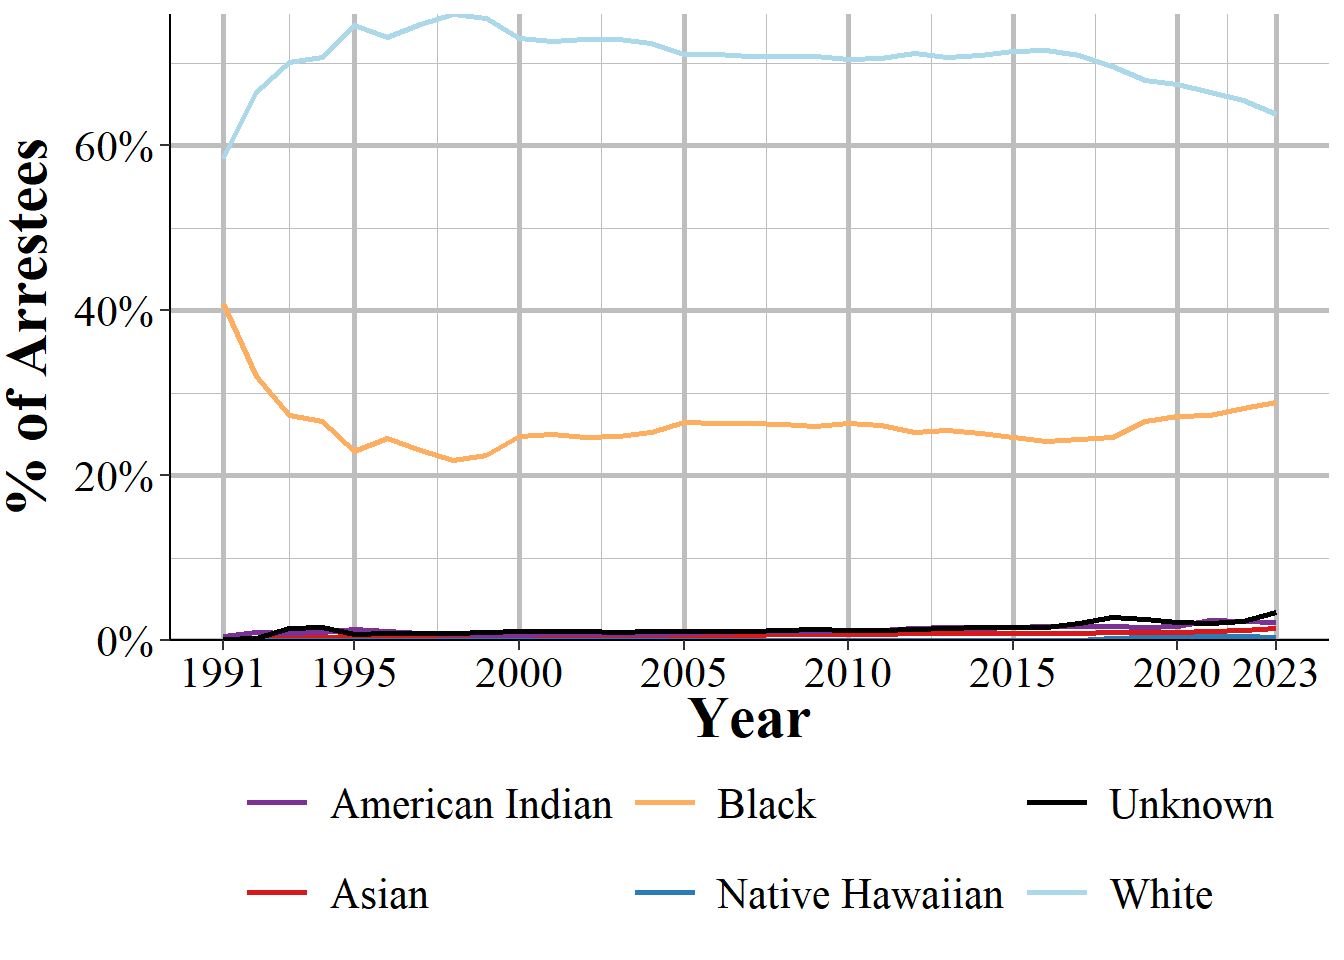 % of Arrestees
60%
40%
20%
0%
1991 1995 2000 2005 2010 2015 2020 2023
Year
American Indian Black Unknown
Asian Native Hawaiian White